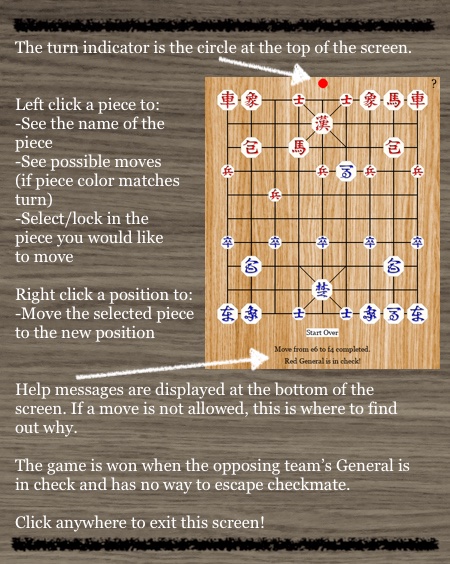 The turn indicator is the circle at the top of the screen.
Left click a piece to:
-See the name of the
piece
-See possible moves
(if piece color matches
turn)
-Select/lock in the
piece you would like
to move
Right click a position to:
-Move the selected piece
to the new position
?
車 象 士 士 象 馬 車
漢
包 馬 包
兵 兵 兵 兵
兵
卒 卒 卒 卒 卒
楚
士 士
Start Over
Move from e6 to f4 completed.
Red General is in check!
Help messages are displayed at the bottom of the
screen. If a move is not allowed, this is where to find
out why.
The game is won when the opposing team's General is
in check and has no way to escape checkmate.
Click anywhere to exit this screen!